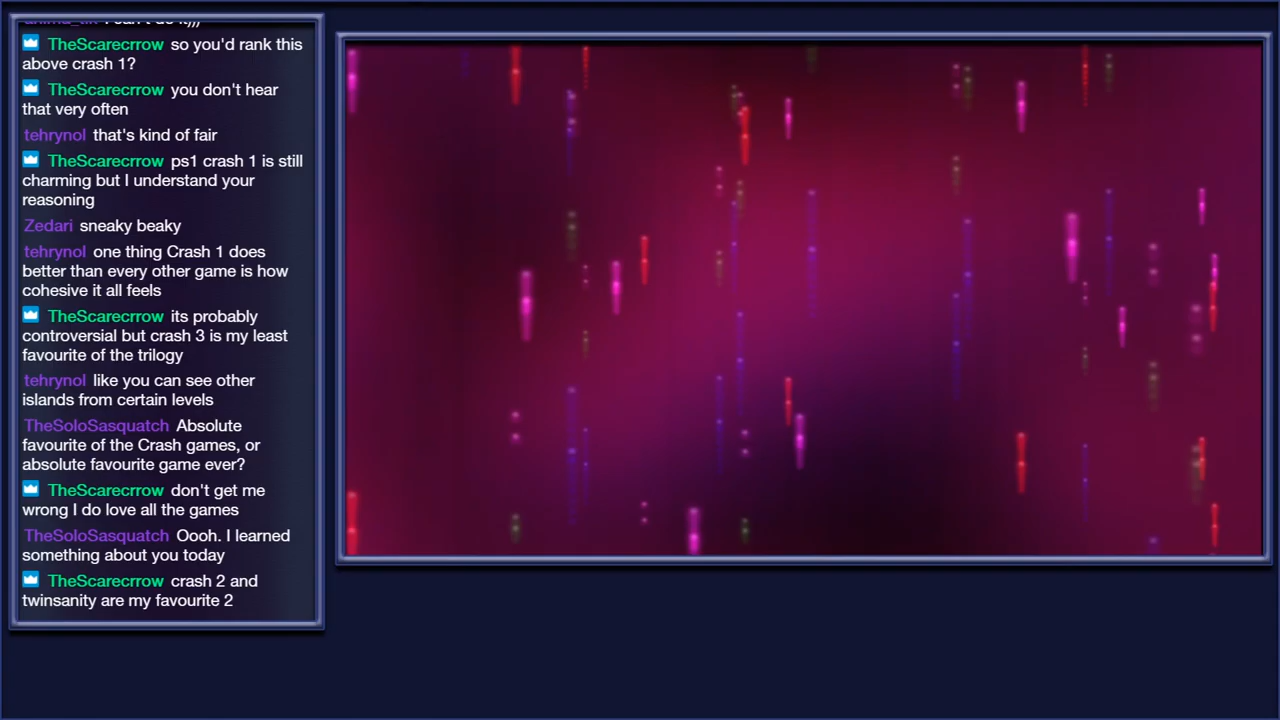 TheScarecrrow so you'd rank this
above crash 1?
TheScarecrrow you don't hear
that very often
tehrynol that's kind of fair
TheScarecrrow ps1 crash 1 is still
charming but I understand your
reasoning
Zedari sneaky beaky
tehrynol one thing Crash 1 does
better than every other game is how
cohesive it all feels
TheScarecrrow its probably
controversial but crash 3 is my least
favourite of the trilogy
tehrynol like you can see other
islands from certain levels
TheSoloSasquatch Absolute
favourite of the Crash games, or
absolute favourite game ever?
TheScarecrrow don't get me
wrong I do love all the games
TheSoloSasquatch Oooh. I learned
something about you today
TheScarecrrow crash 2 and
twinsanity are my favourite 2